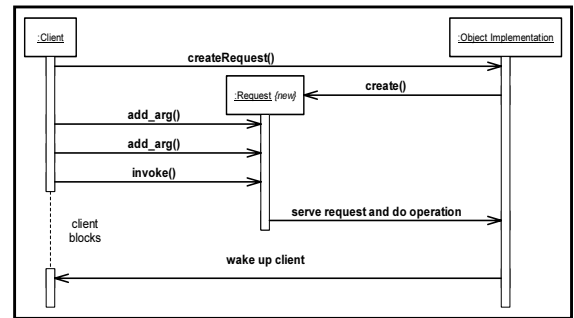 :Client
:Object Implementation
createRequest()
:Request {new}
create()
add_arg()
add_arg()
invoke()
serve request and do operation
client
blocks
wake up client